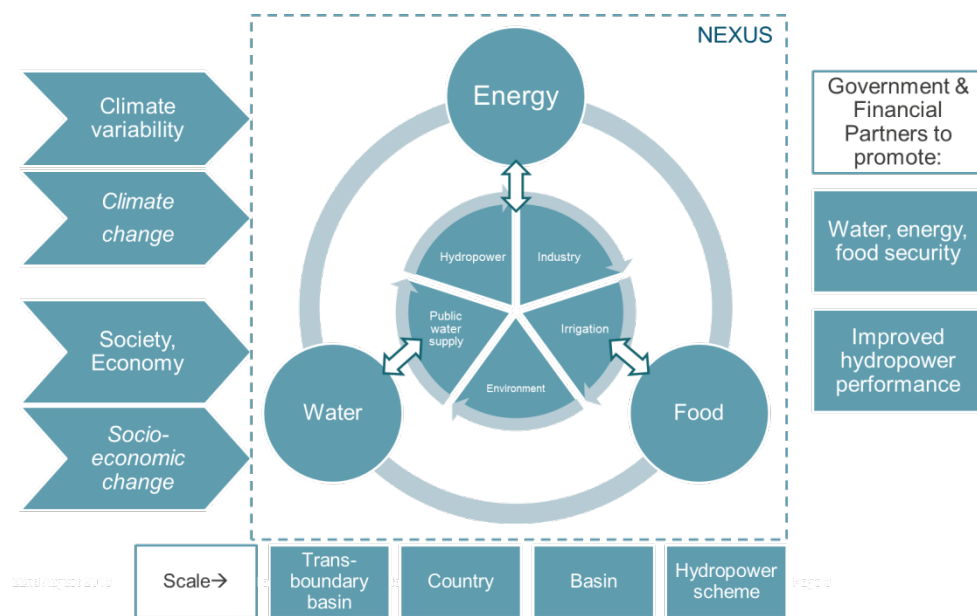 NEXUS
Climate
variability
Climate
change
Society,
Economy
Socio-
economic
change
Energy
Hydropower
Industry
Public
water
supply
Irrigation
Environment
Water
Food
Government &
Financial
Partners to
promote:
Water, energy,
food security
Improved
hydropower
performance
Scale→
Trans-
boundary
basin
Country
Basin
Hydropower
scheme